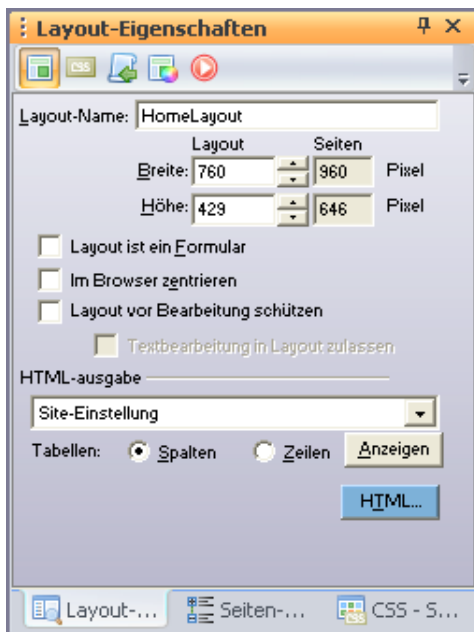 Layout-Eigenschaften
CSS
Layout-Name: HomeLayout
Layout Seiten
Breite: 760 960 Pixel
Höhe: 429 646 Pixel
Layout ist ein Formular
Im Browser zentrieren
Layout vor Bearbeitung schützen
Textbearbeitung in Layout zulassen
HTML-ausgabe
Site-Einstellung
Tabellen: Spalten Zeilen Anzeigen
HTML...
Layout-... Seiten-... CSS - S...